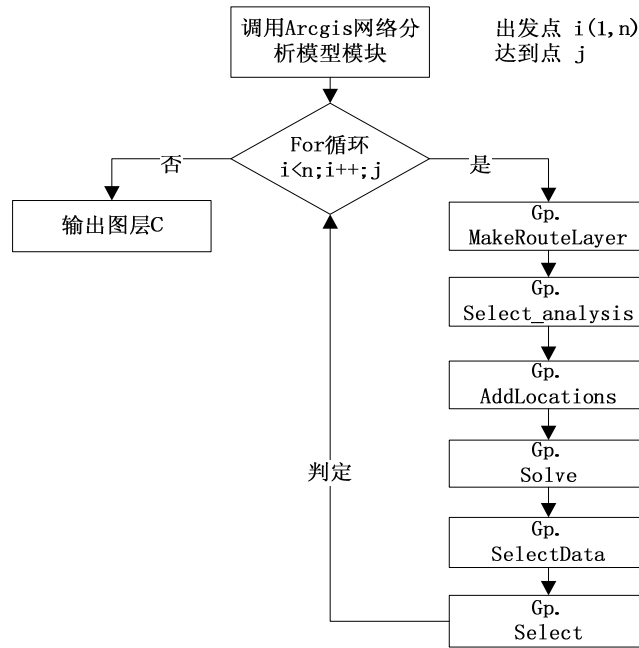 调用Arcgis网络分
析模型模块
出发点 i(1,n)
达到点 j
For循环
i<n;i++;j
否
是
输出图层C
Gp.
MakeRouteLayer
Gp.
Select_analysis
Gp.
AddLocations
Gp.
Solve
判定
Gp.
SelectData
Gp.
Select